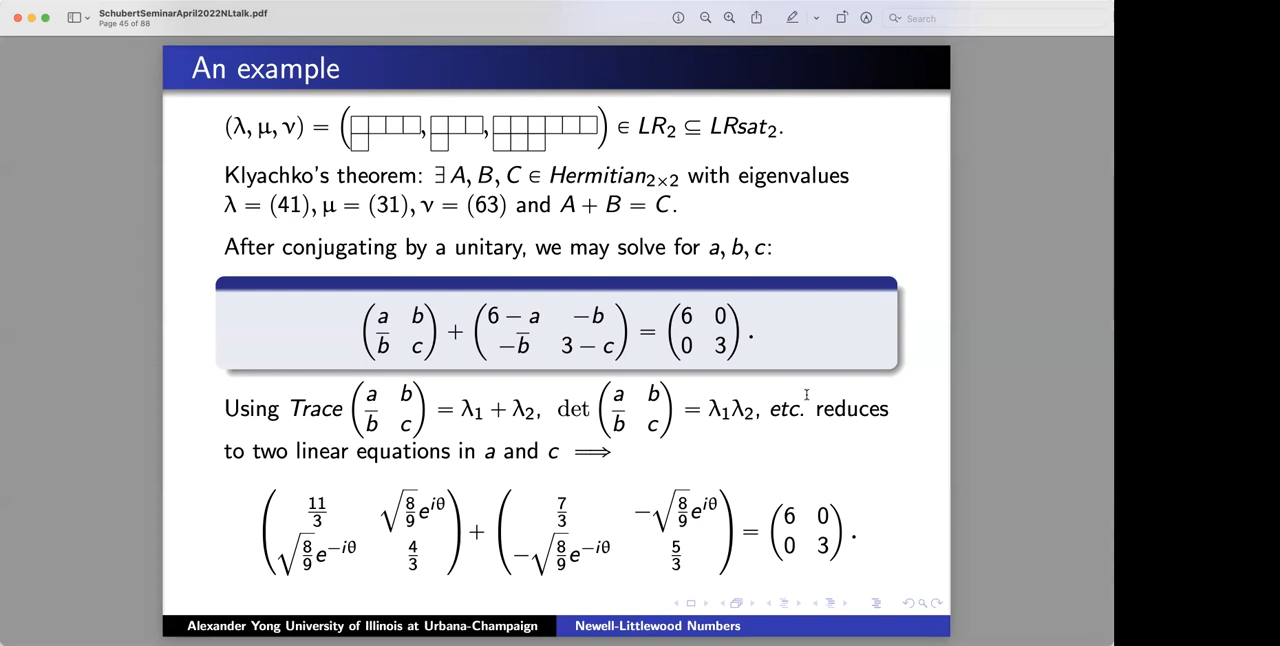 SchubertSeminarApril2022NLtalk.pdf
Page 45 of 88
Search
An example
(λ, μ, ν) = ( , , ) ∈ LR₂ ⊆ LRsat₂.
Klyachko's theorem: ∃ A, B, C ∈ Hermitian₂ₓ₂ with eigenvalues
λ = (41), μ = (31), ν = (63) and A + B = C.
After conjugating by a unitary, we may solve for a, b, c:
(a b; b̅ c) + (6 − a −b; −b̅ 3 − c) = (6 0; 0 3).
Using Trace (a b; b̅ c) = λ₁ + λ₂, det (a b; b̅ c) = λ₁λ₂, etc. reduces
to two linear equations in a and c ⟹
(11/3 √(8/9)e^{iθ}; √(8/9)e^{−iθ} 4/3) + (7/3 −√(8/9)e^{iθ}; −√(8/9)e^{−iθ} 5/3) = (6 0; 0 3).
Alexander Yong University of Illinois at Urbana-Champaign
Newell-Littlewood Numbers